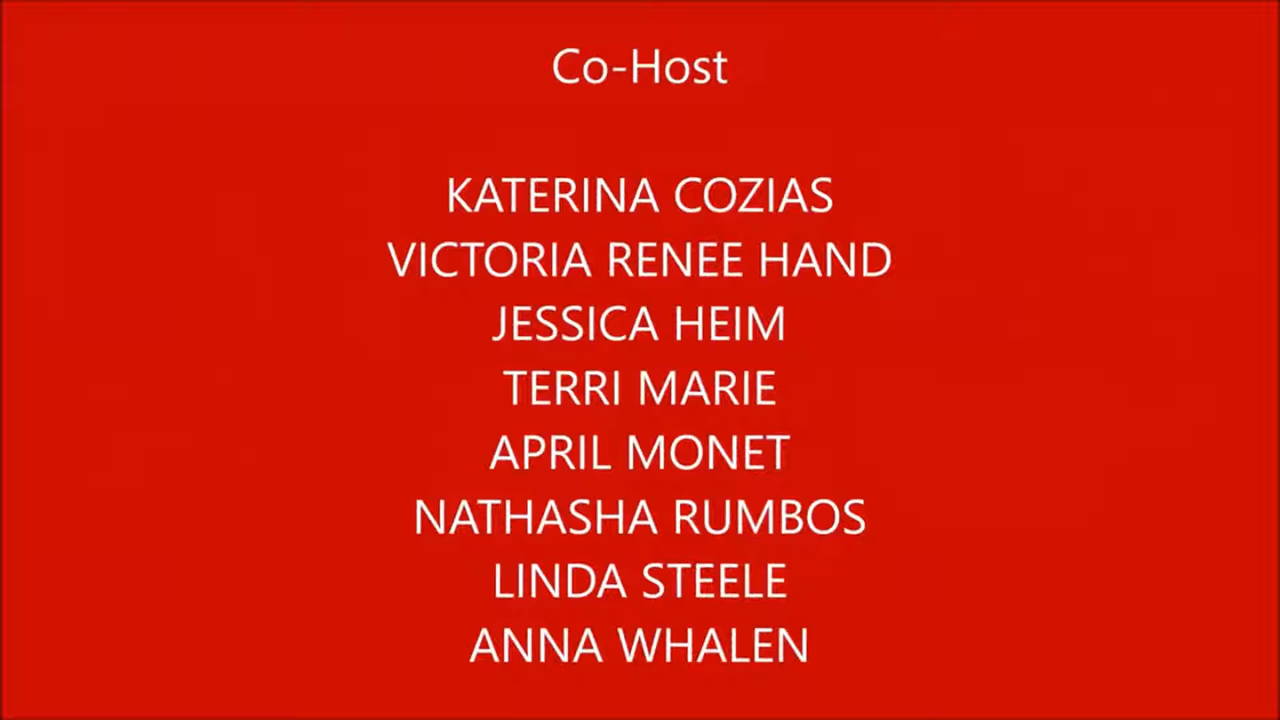 Co-Host
KATERINA COZIAS
VICTORIA RENEE HAND
JESSICA HEIM
TERRI MARIE
APRIL MONET
NATHASHA RUMBOS
LINDA STEELE
ANNA WHALEN